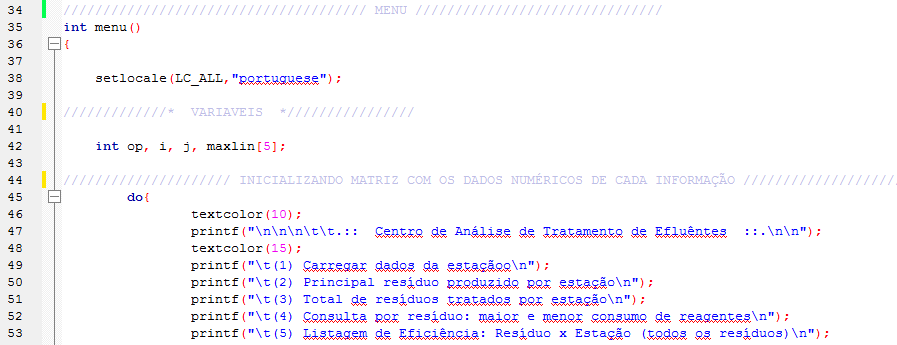 34 ////////////////////////////////////// MENU ///////////////////////////////
35 int menu()
36 {
37
38 setlocale(LC_ALL,"portuguese");
39
40 /////////////* VARIAVEIS *////////////////
41
42 int op, i, j, maxlin[5];
43
44 ///////////////////// INICIALIZANDO MATRIZ COM OS DADOS NUMÉRICOS DE CADA INFORMAÇÃO ////////////////////
45 do{
46 textcolor(10);
47 printf("\n\n\n\t\t.:: Centro de Análise de Tratamento de Efluêntes ::.\n\n");
48 textcolor(15);
49 printf("\t(1) Carregar dados da estaçãoo\n");
50 printf("\t(2) Principal resíduo produzido por estação\n");
51 printf("\t(3) Total de resíduos tratados por estação\n");
52 printf("\t(4) Consulta por resíduo: maior e menor consumo de reagentes\n");
53 printf("\t(5) Listagem de Eficiência: Resíduo x Estação (todos os resíduos)\n");